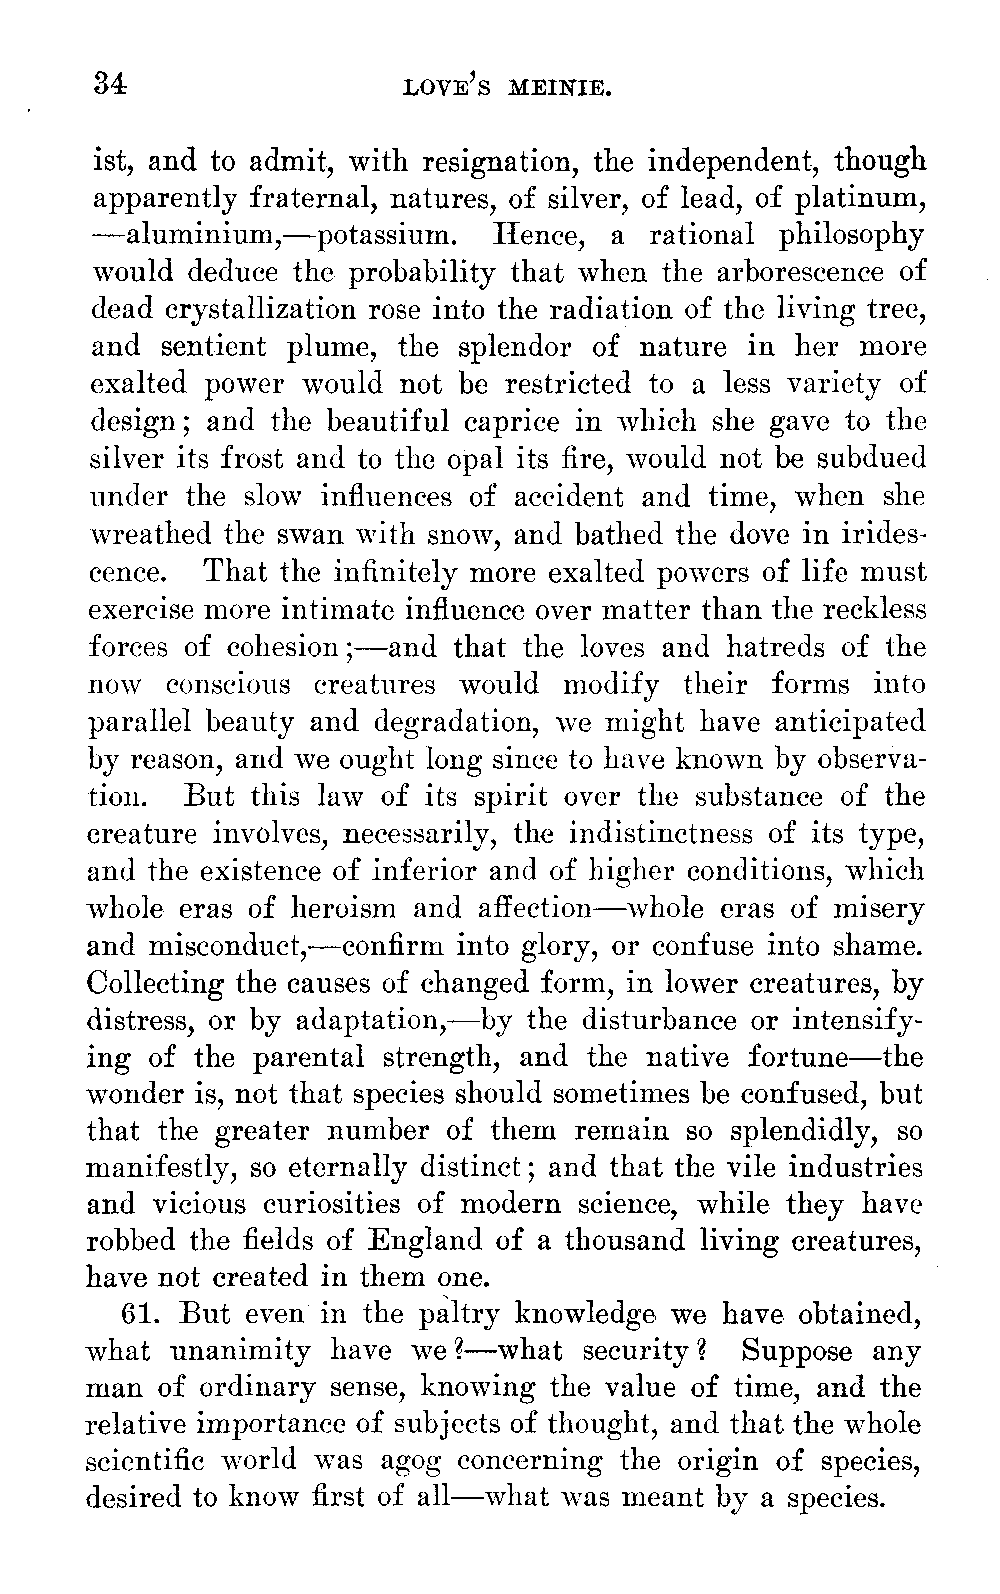 34 LOVE'S MEINIE.
ist, and to admit, with resignation, the independent, though
apparently fraternal, natures, of silver, of lead, of platinum,
—aluminium,—potassium. Hence, a rational philosophy
would deduce the probability that when the arborescence of
dead crystallization rose into the radiation of the living tree,
and sentient plume, the splendor of nature in her more
exalted power would not be restricted to a less variety of
design; and the beautiful caprice in which she gave to the
silver its frost and to the opal its fire, would not be subdued
under the slow influences of accident and time, when she
wreathed the swan with snow, and bathed the dove in irides-
cence. That the infinitely more exalted powers of life must
exercise more intimate influence over matter than the reckless
forces of cohesion;—and that the loves and hatreds of the
now conscious creatures would modify their forms into
parallel beauty and degradation, we might have anticipated
by reason, and we ought long since to have known by observa-
tion. But this law of its spirit over the substance of the
creature involves, necessarily, the indistinctness of its type,
and the existence of inferior and of higher conditions, which
whole eras of heroism and affection—whole eras of misery
and misconduct,—confirm into glory, or confuse into shame.
Collecting the causes of changed form, in lower creatures, by
distress, or by adaptation,—by the disturbance or intensify-
ing of the parental strength, and the native fortune—the
wonder is, not that species should sometimes be confused, but
that the greater number of them remain so splendidly, so
manifestly, so eternally distinct; and that the vile industries
and vicious curiosities of modern science, while they have
robbed the fields of England of a thousand living creatures,
have not created in them one.
61. But even in the paltry knowledge we have obtained,
what unanimity have we?—what security? Suppose any
man of ordinary sense, knowing the value of time, and the
relative importance of subjects of thought, and that the whole
scientific world was agog concerning the origin of species,
desired to know first of all—what was meant by a species.